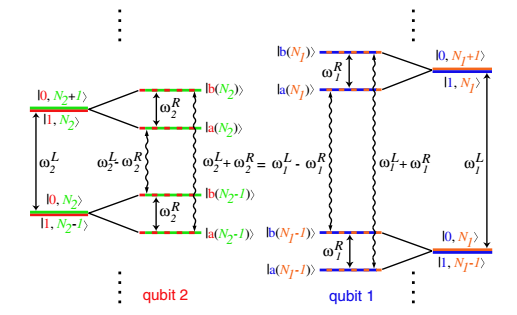 ⋮ ⋮
|b(N₁)⟩ |0, N₁+1⟩
ω₁ᴿ
|0, N₂+1⟩ |b(N₂)⟩ |a(N₁)⟩ |1, N₁⟩
ω₂ᴿ
|1, N₂⟩ |a(N₂)⟩
ω₂ᴸ ω₂ᴸ-ω₂ᴿ ω₂ᴸ+ω₂ᴿ = ω₁ᴸ-ω₁ᴿ ω₁ᴸ+ω₁ᴿ ω₁ᴸ
|0, N₂⟩ |b(N₂-1)⟩
ω₂ᴿ
|1, N₂-1⟩ |a(N₂-1)⟩ |b(N₁-1)⟩ |0, N₁⟩
ω₁ᴿ
|a(N₁-1)⟩ |1, N₁-1⟩
⋮ qubit 2 qubit 1 ⋮